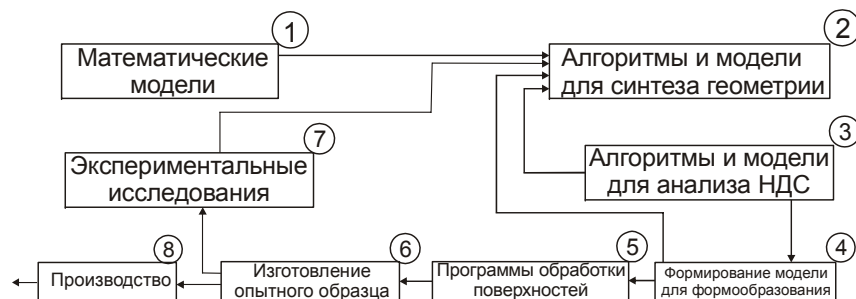 1
Математические
модели
2
Алгоритмы и модели
для синтеза геометрии
3
Алгоритмы и модели
для анализа НДС
7
Экспериментальные
исследования
8
Производство
6
Изготовление
опытного образца
5
Программы обработки
поверхностей
4
Формирование модели
для формообразования